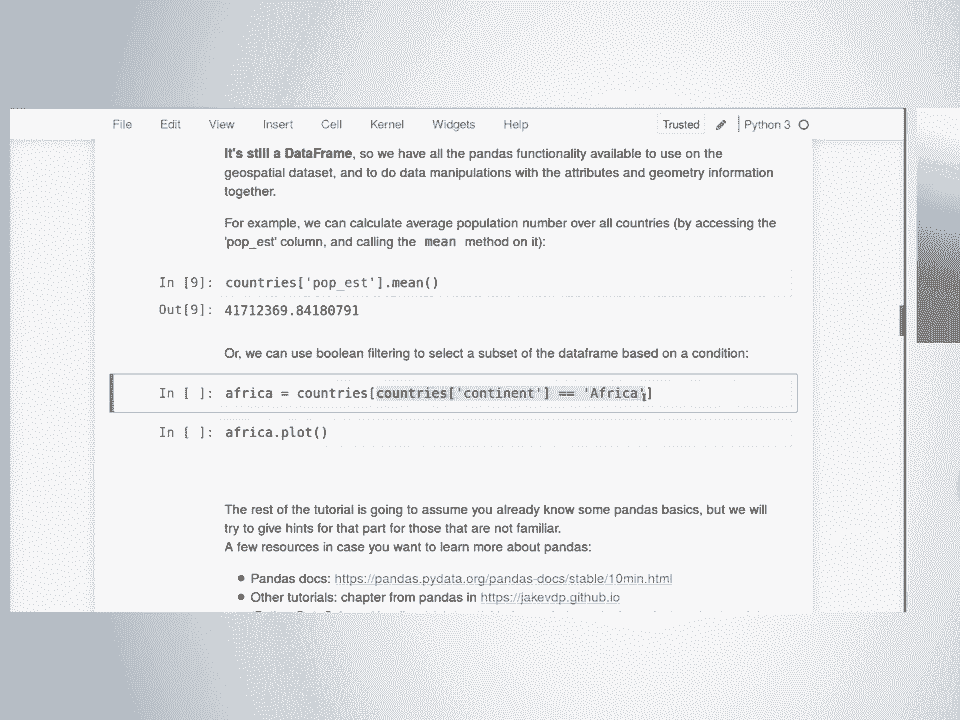 File Edit View Insert Cell Kernel Widgets Help Trusted Python 3
It's still a DataFrame, so we have all the pandas functionality available to use on the
geospatial dataset, and to do data manipulations with the attributes and geometry information
together.
For example, we can calculate average population number over all countries (by accessing the
'pop_est' column, and calling the mean method on it):
In [9]: countries['pop_est'].mean()
Out[9]: 41712369.84180791
Or, we can use boolean filtering to select a subset of the dataframe based on a condition:
In [ ]: africa = countries[countries['continent'] == 'Africa']
In [ ]: africa.plot()
The rest of the tutorial is going to assume you already know some pandas basics, but we will
try to give hints for that part for those that are not familiar.
A few resources in case you want to learn more about pandas:
Pandas docs: https://pandas.pydata.org/pandas-docs/stable/10min.html
Other tutorials: chapter from pandas in https://jakevdp.github.io